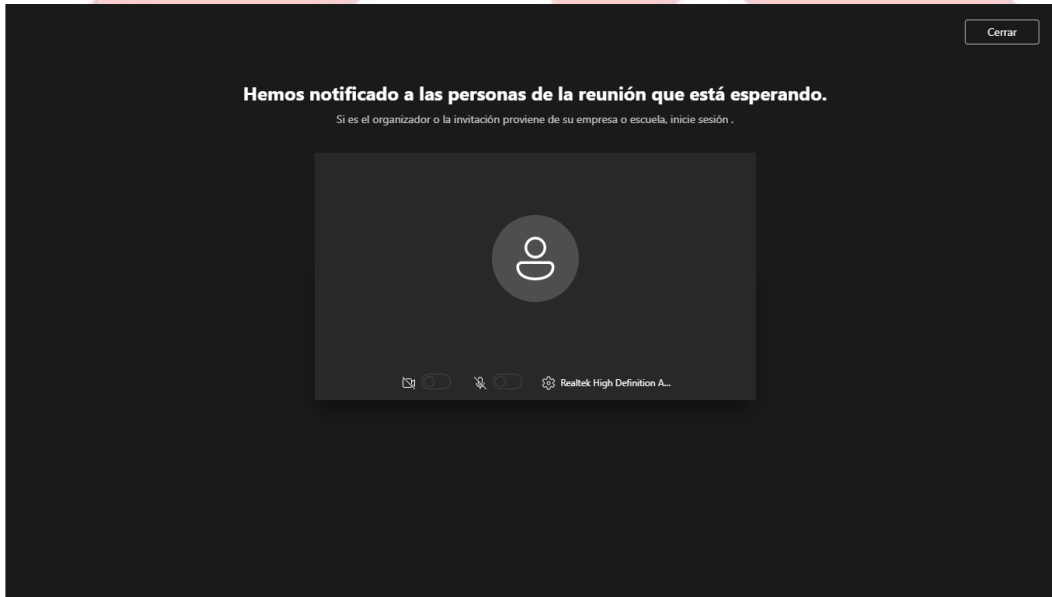 Cerrar
Hemos notificado a las personas de la reunión que está esperando.
Si es el organizador o la invitación proviene de su empresa o escuela, inicie sesión .
Realtek High Definition A...